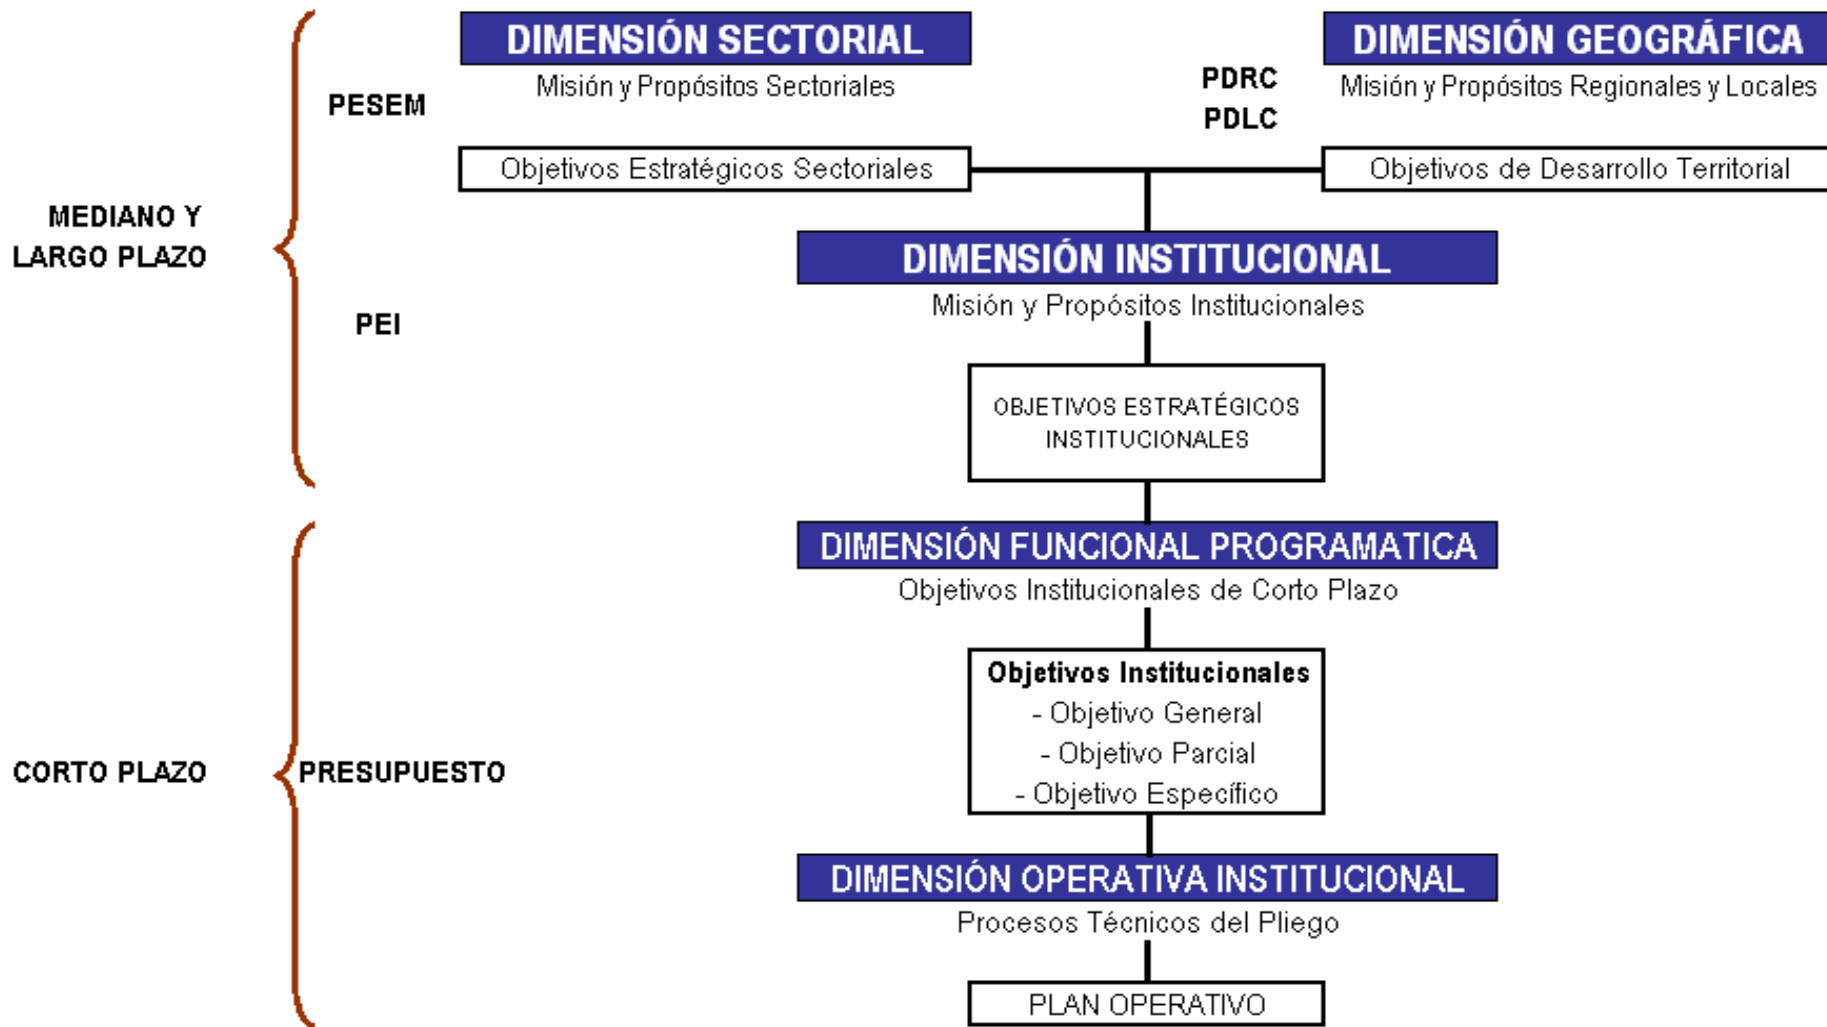 DIMENSIÓN SECTORIAL
Misión y Propósitos Sectoriales
DIMENSIÓN GEOGRÁFICA
Misión y Propósitos Regionales y Locales
PESEM
PDRC
PDLC
Objetivos Estratégicos Sectoriales
Objetivos de Desarrollo Territorial
MEDIANO Y
LARGO PLAZO
DIMENSIÓN INSTITUCIONAL
Misión y Propósitos Institucionales
PEI
OBJETIVOS ESTRATÉGICOS
INSTITUCIONALES
DIMENSIÓN FUNCIONAL PROGRAMATICA
Objetivos Institucionales de Corto Plazo
Objetivos Institucionales
- Objetivo General
- Objetivo Parcial
- Objetivo Específico
CORTO PLAZO
PRESUPUESTO
DIMENSIÓN OPERATIVA INSTITUCIONAL
Procesos Técnicos del Pliego
PLAN OPERATIVO